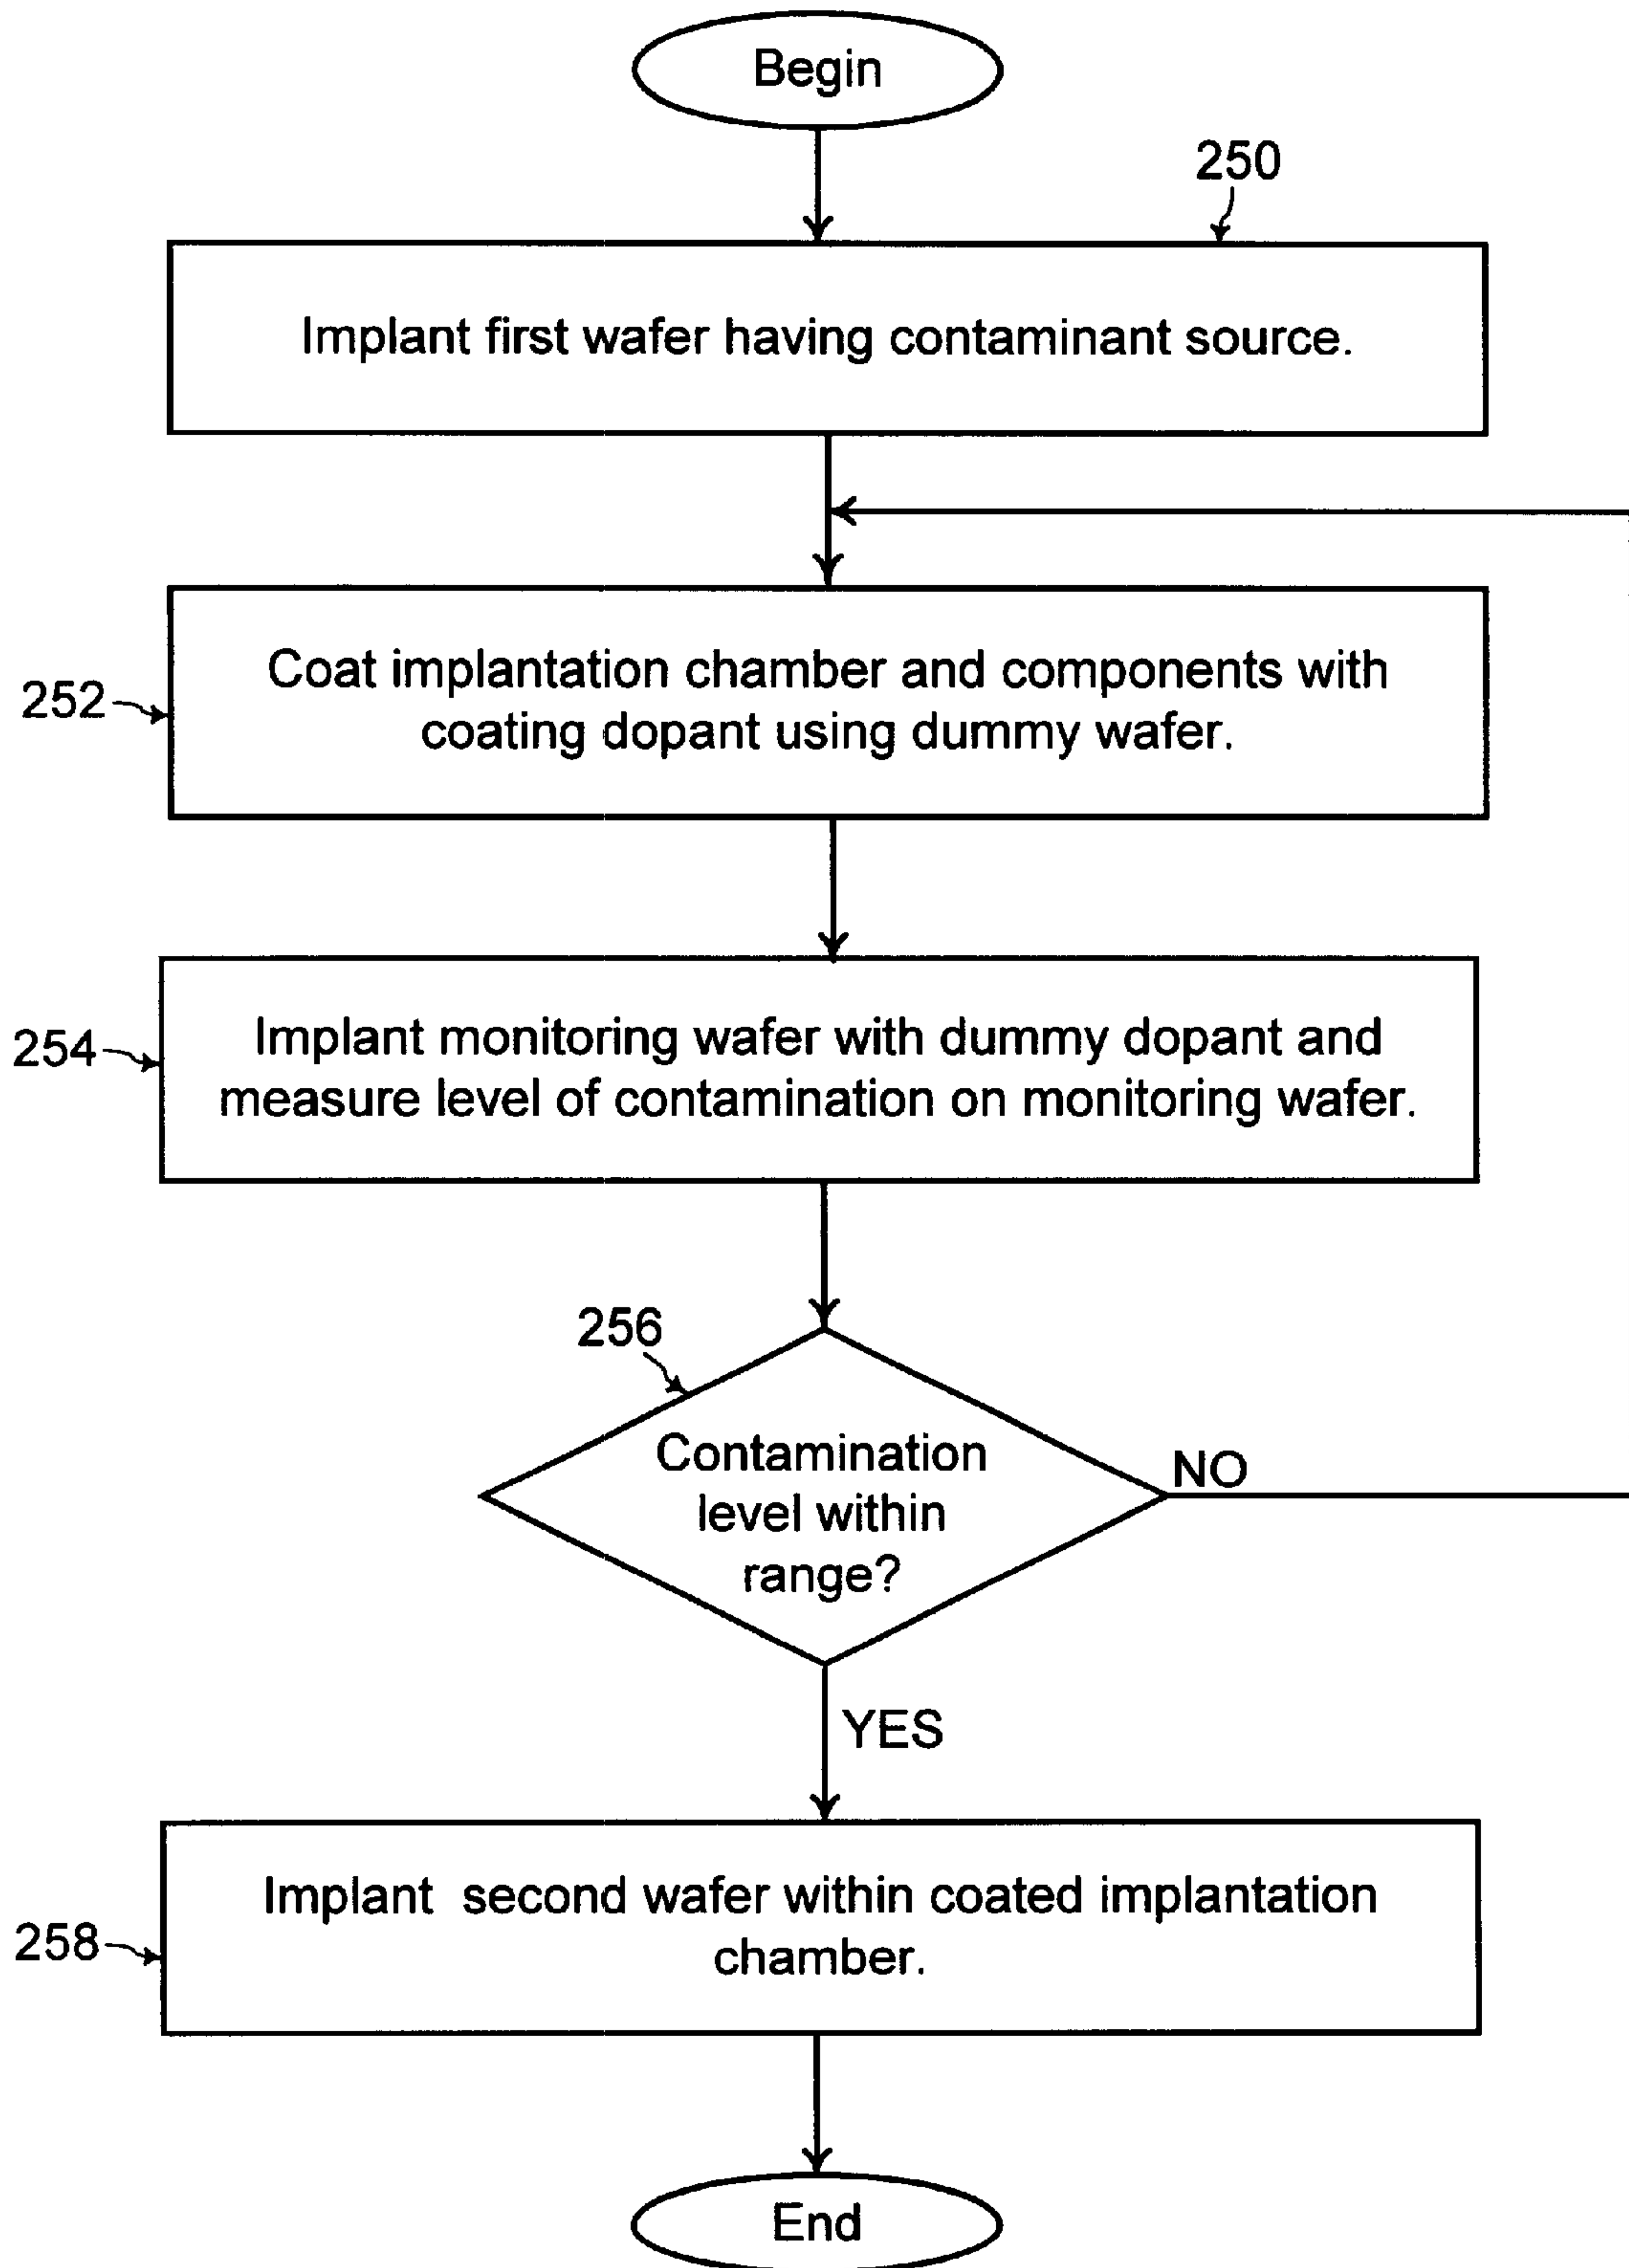 Begin
250
Implant first wafer having contaminant source.
252
Coat implantation chamber and components with
coating dopant using dummy wafer.
254
Implant monitoring wafer with dummy dopant and
measure level of contamination on monitoring wafer.
256
Contamination
level within
range?
NO
YES
258
Implant second wafer within coated implantation
chamber.
End